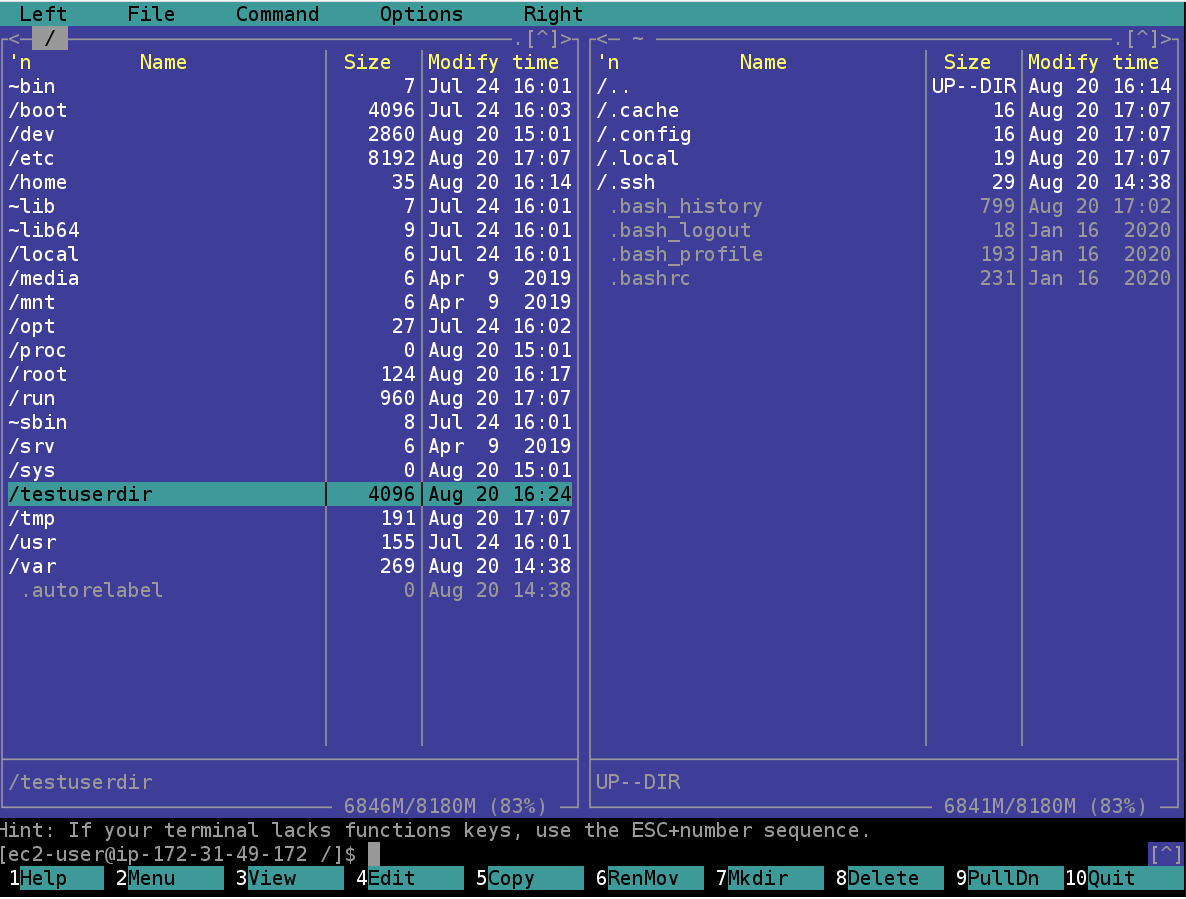 Left File Command Options Right
<─ / ─.[^]>
'n Name Size Modify time
~bin 7 Jul 24 16:01
/boot 4096 Jul 24 16:03
/dev 2860 Aug 20 15:01
/etc 8192 Aug 20 17:07
/home 35 Aug 20 16:14
~lib 7 Jul 24 16:01
~lib64 9 Jul 24 16:01
/local 6 Jul 24 16:01
/media 6 Apr 9 2019
/mnt 6 Apr 9 2019
/opt 27 Jul 24 16:02
/proc 0 Aug 20 15:01
/root 124 Aug 20 16:17
/run 960 Aug 20 17:07
~sbin 8 Jul 24 16:01
/srv 6 Apr 9 2019
/sys 0 Aug 20 15:01
/testuserdir 4096 Aug 20 16:24
/tmp 191 Aug 20 17:07
/usr 155 Jul 24 16:01
/var 269 Aug 20 14:38
.autorelabel 0 Aug 20 14:38
/testuserdir
6846M/8180M (83%)
<─ ~ ─.[^]>
'n Name Size Modify time
/.. UP--DIR Aug 20 16:14
/.cache 16 Aug 20 17:07
/.config 16 Aug 20 17:07
/.local 19 Aug 20 17:07
/.ssh 29 Aug 20 14:38
.bash_history 799 Aug 20 17:02
.bash_logout 18 Jan 16 2020
.bash_profile 193 Jan 16 2020
.bashrc 231 Jan 16 2020
UP--DIR
6841M/8180M (83%)
Hint: If your terminal lacks functions keys, use the ESC+number sequence.
[ec2-user@ip-172-31-49-172 /]$ [^]
1Help 2Menu 3View 4Edit 5Copy 6RenMov 7Mkdir 8Delete 9PullDn 10Quit